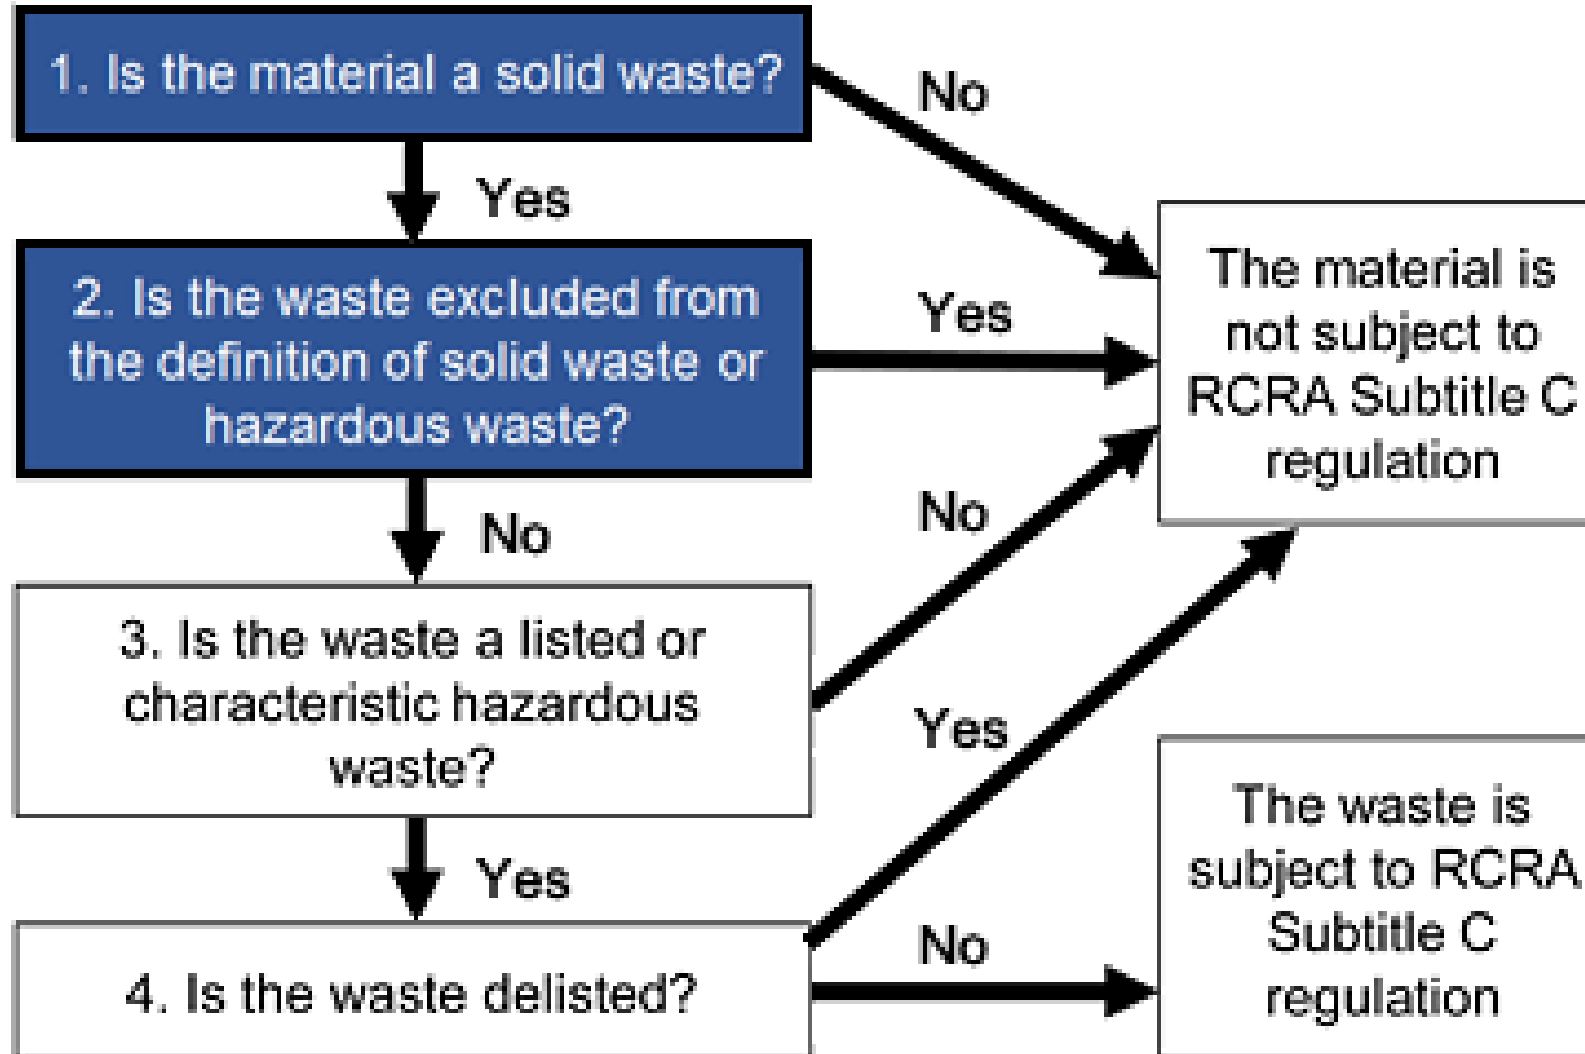 1. Is the material a solid waste?
No
Yes
2. Is the waste excluded from
the definition of solid waste or
hazardous waste?
Yes
The material is
not subject to
RCRA Subtitle C
regulation
No
No
3. Is the waste a listed or
characteristic hazardous
waste?
Yes
Yes
4. Is the waste delisted?
No
The waste is
subject to RCRA
Subtitle C
regulation